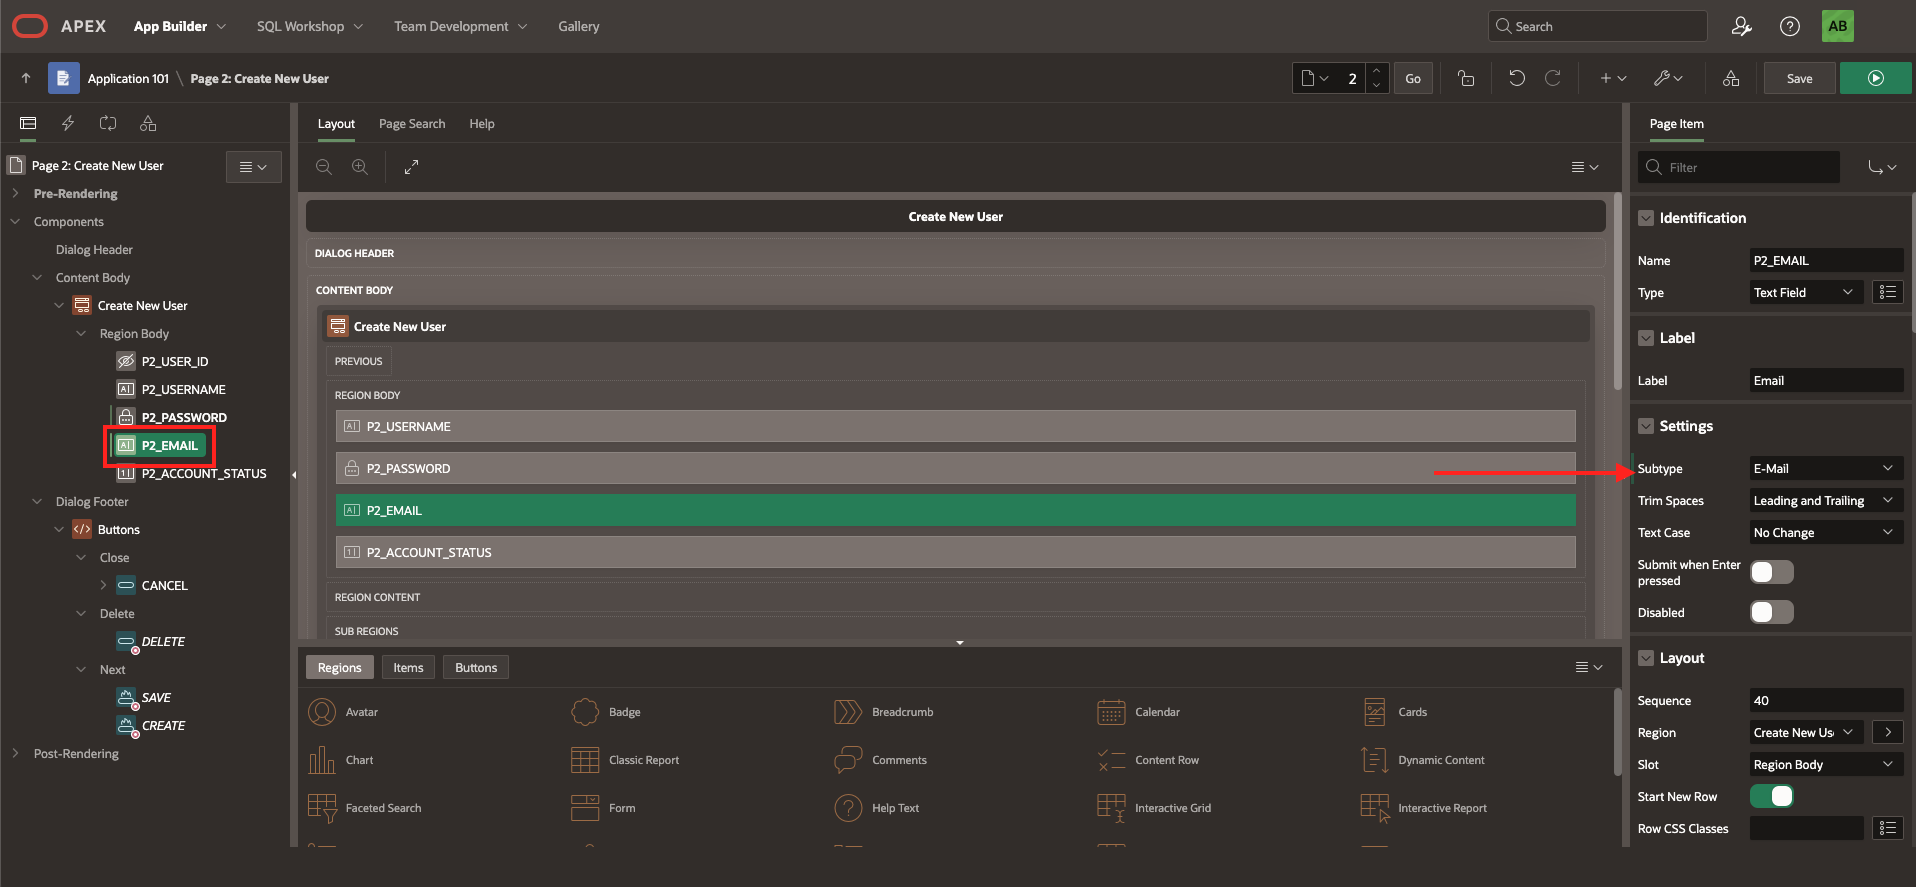 APEX App Builder SQL Workshop Team Development Gallery Search AB
Application 101 \ Page 2: Create New User 2 Go Save
Layout Page Search Help
Page 2: Create New User
Pre-Rendering
Components
Dialog Header
Content Body
Create New User
Region Body
P2_USER_ID
P2_USERNAME
P2_PASSWORD
P2_EMAIL
P2_ACCOUNT_STATUS
Dialog Footer
Buttons
Close
CANCEL
Delete
DELETE
Next
SAVE
CREATE
Post-Rendering
Create New User
DIALOG HEADER
CONTENT BODY
Create New User
PREVIOUS
REGION BODY
P2_USERNAME
P2_PASSWORD
P2_EMAIL
P2_ACCOUNT_STATUS
REGION CONTENT
SUB REGIONS
Regions Items Buttons
Avatar Badge Breadcrumb Calendar Cards
Chart Classic Report Comments Content Row Dynamic Content
Faceted Search Form Help Text Interactive Grid Interactive Report
Page Item
Filter
Identification
Name P2_EMAIL
Type Text Field
Label
Label Email
Settings
Subtype E-Mail
Trim Spaces Leading and Trailing
Text Case No Change
Submit when Enter
pressed
Disabled
Layout
Sequence 40
Region Create New Us
Slot Region Body
Start New Row
Row CSS Classes